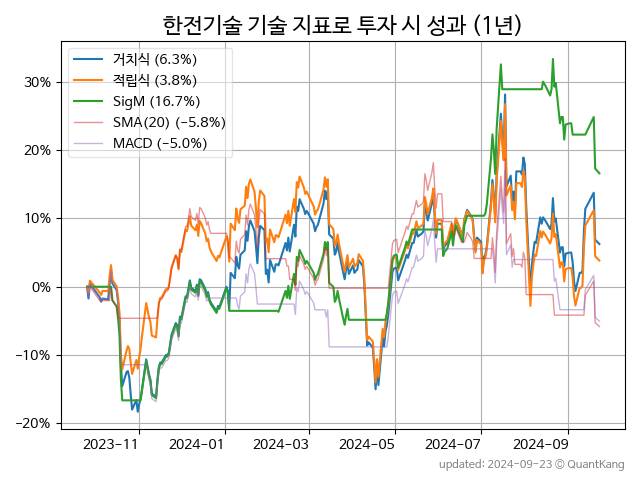 한전기술 기술 지표로 투자 시 성과 (1년)
거치식 (6.3%)
적립식 (3.8%)
SigM (16.7%)
SMA(20) (−5.8%)
MACD (−5.0%)
30%
20%
10%
0%
−10%
−20%
2023-11 2024-01 2024-03 2024-05 2024-07 2024-09
updated: 2024-09-23 © QuantKang